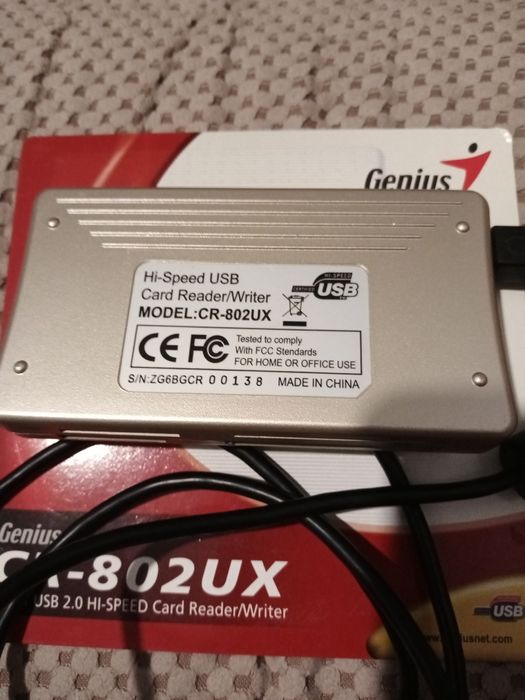 Genius
Hi-Speed USB
Card Reader/Writer
MODEL:CR-802UX
HI-SPEED
CERTIFIED
USB
CE FC
Tested to comply
With FCC Standards
FOR HOME OR OFFICE USE
S/N:ZG6BGCR 00138 MADE IN CHINA
Genius
CR-802UX
USB 2.0 HI-SPEED Card Reader/Writer
USB